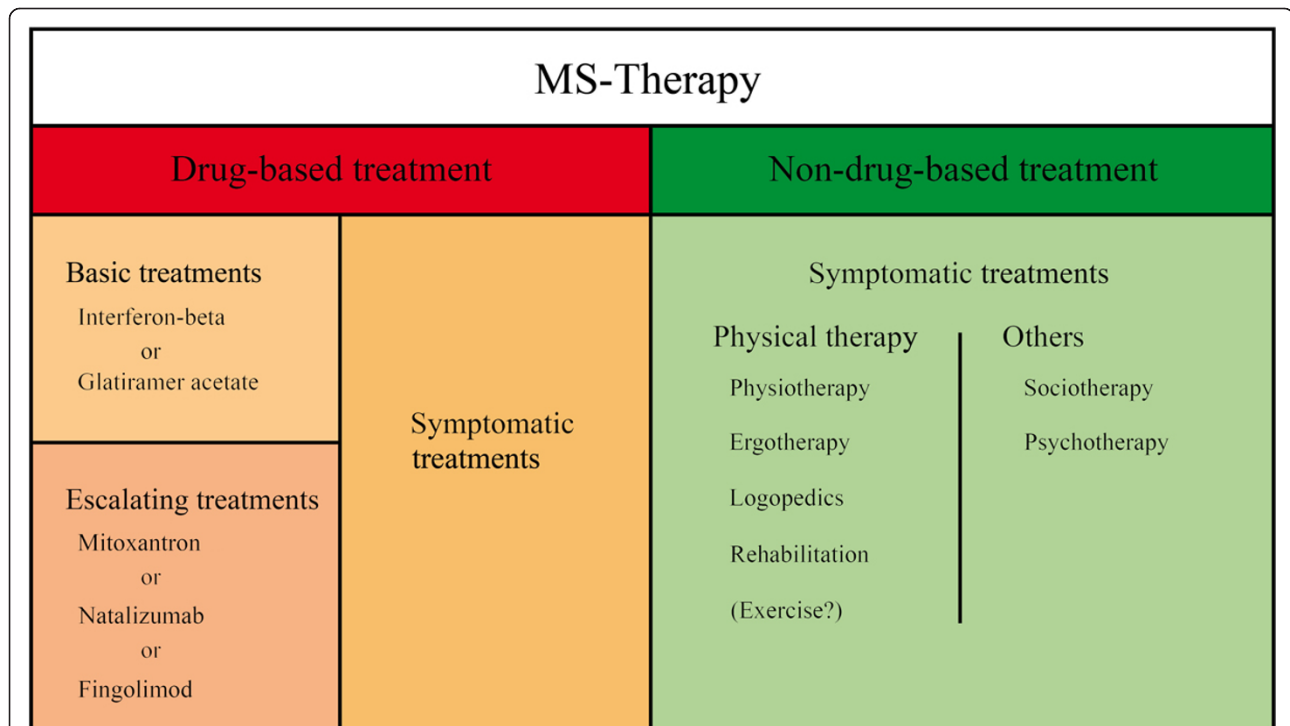 MS-Therapy
Drug-based treatment
Non-drug-based treatment
Basic treatments
Interferon-beta
or
Glatiramer acetate
Escalating treatments
Mitoxantron
or
Natalizumab
or
Fingolimod
Symptomatic
treatments
Symptomatic treatments
Physical therapy
Physiotherapy
Ergotherapy
Logopedics
Rehabilitation
(Exercise?)
Others
Sociotherapy
Psychotherapy